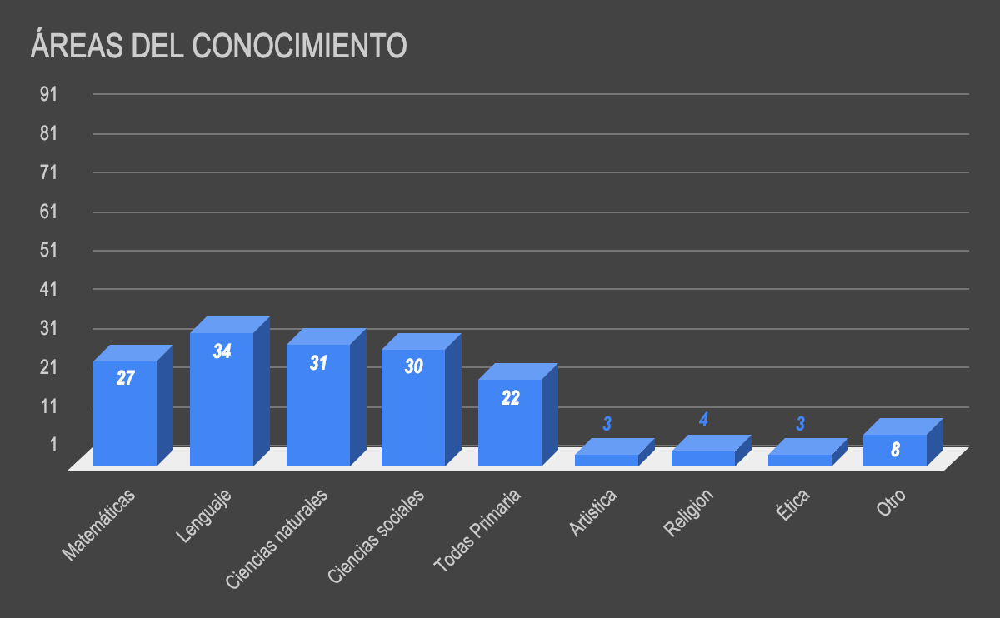 ÁREAS DEL CONOCIMIENTO
91
81
71
61
51
41
31
21
11
1
27
34
31
30
22
3
4
3
8
Matemáticas
Lenguaje
Ciencias naturales
Ciencias sociales
Todas Primaria
Artistica
Religion
Ética
Otro